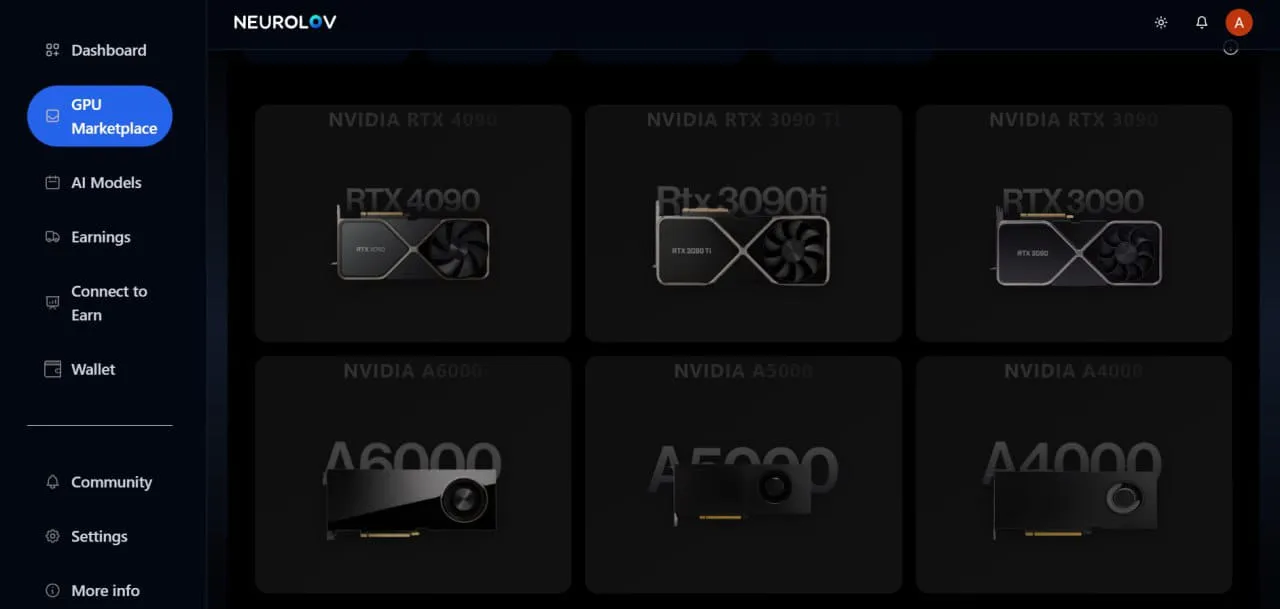 NEUROLOV
A
Dashboard
GPU
Marketplace
AI Models
Earnings
Connect to
Earn
Wallet
Community
Settings
More info
NVIDIA RTX 4090
RTX 4090
NVIDIA RTX 3090 Ti
Rtx 3090ti
RTX 3090 Ti
NVIDIA RTX 3090
RTX 3090
RTX 3090
NVIDIA A6000
A6000
NVIDIA A5000
A5000
NVIDIA A4000
A4000